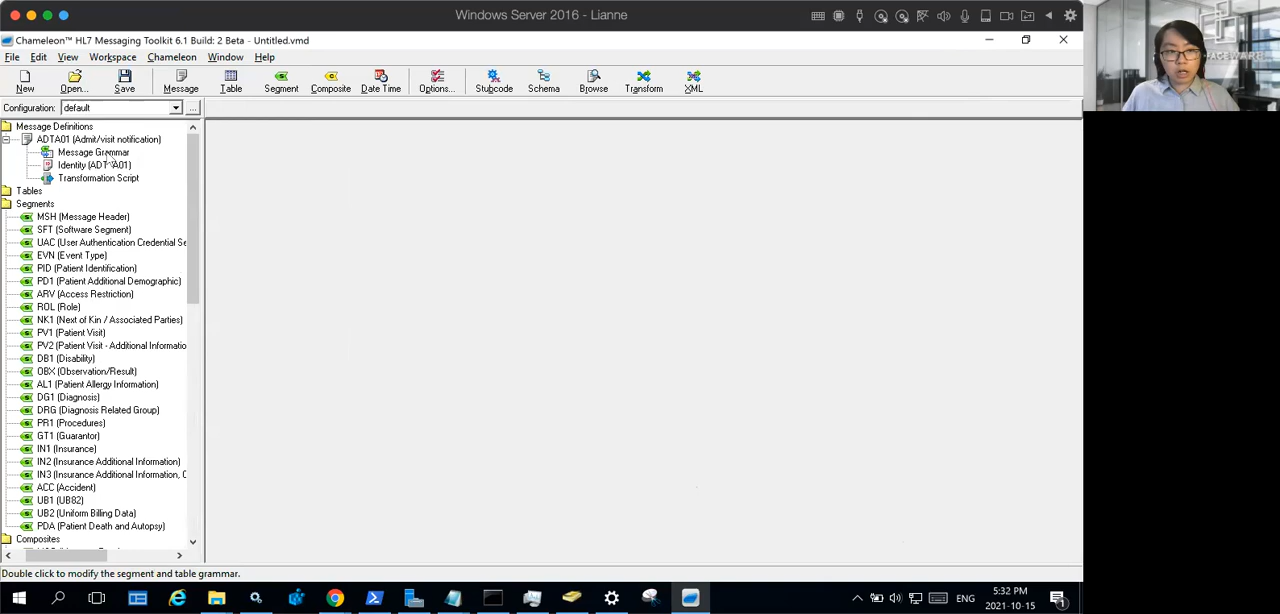 Windows Server 2016 - Lianne
Chameleon™ HL7 Messaging Toolkit 6.1 Build: 2 Beta - Untitled.vmd
File Edit View Workspace Chameleon Window Help
New Open... Save Message Table Segment Composite Date Time Options... Stubcode Schema Browse Transform XML
Configuration: default ...
Message Definitions
ADTA01 (Admit/visit notification)
Message Grammar
Identity (ADT A01)
Transformation Script
Tables
Segments
MSH (Message Header)
SFT (Software Segment)
UAC (User Authentication Credential Se
EVN (Event Type)
PID (Patient Identification)
PD1 (Patient Additional Demographic)
ARV (Access Restriction)
ROL (Role)
NK1 (Next of Kin / Associated Parties)
PV1 (Patient Visit)
PV2 (Patient Visit - Additional Informatio
DB1 (Disability)
OBX (Observation/Result)
AL1 (Patient Allergy Information)
DG1 (Diagnosis)
DRG (Diagnosis Related Group)
PR1 (Procedures)
GT1 (Guarantor)
IN1 (Insurance)
IN2 (Insurance Additional Information)
IN3 (Insurance Additional Information, C
ACC (Accident)
UB1 (UB82)
UB2 (Uniform Billing Data)
PDA (Patient Death and Autopsy)
Composites
Double click to modify the segment and table grammar.
ENG
5:32 PM
2021-10-15